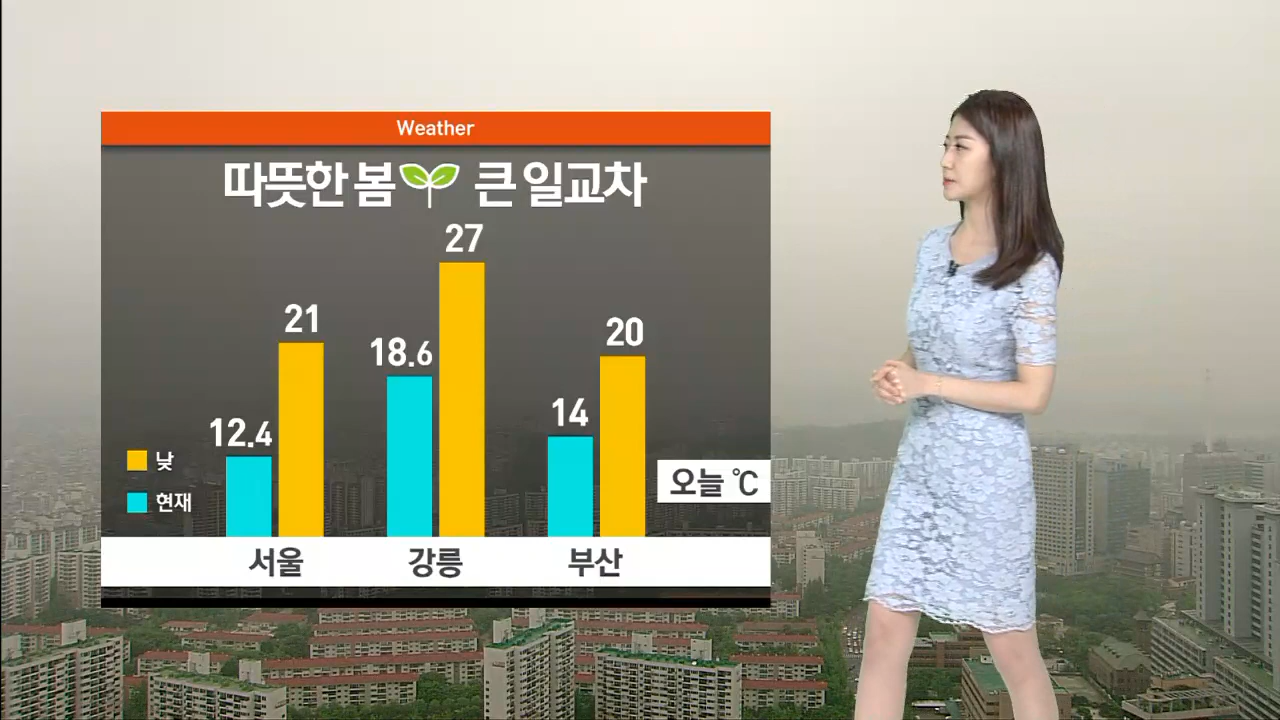 Weather
따뜻한 봄 큰 일교차
27
21
20
18.6
14
12.4
낮
현재
오늘 ℃
서울 강릉 부산